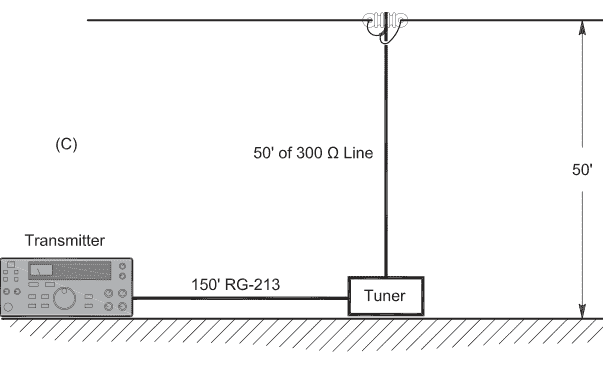 (C)
50' of 300 Ω Line
50'
Transmitter
150' RG-213
Tuner